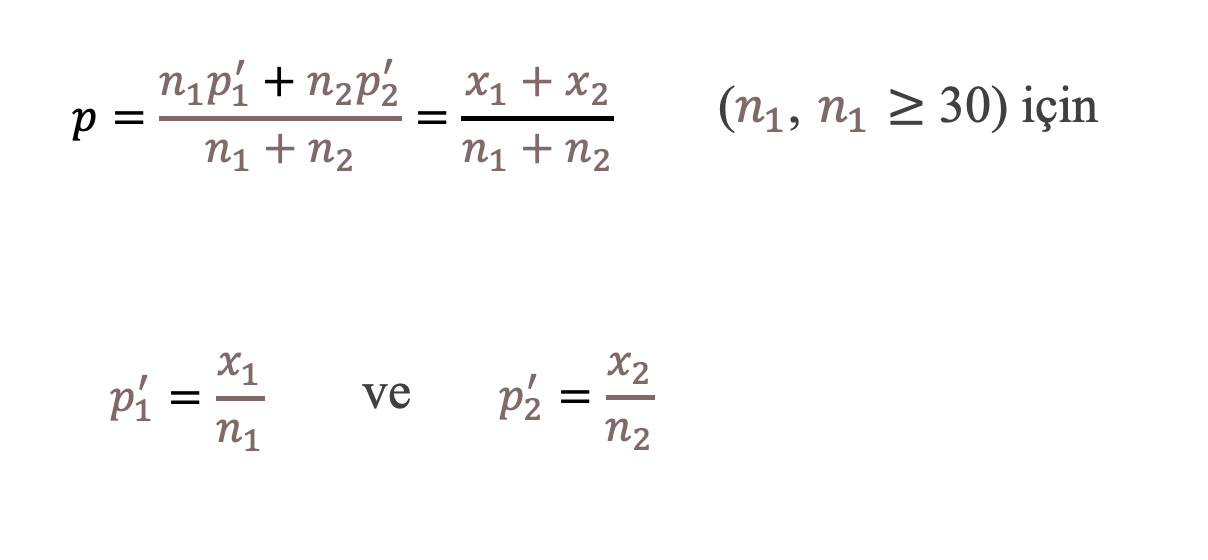 p = (n₁p′₁ + n₂p′₂)/(n₁ + n₂) = (x₁ + x₂)/(n₁ + n₂) (n₁, n₁ ≥ 30) için
p′₁ = x₁/n₁ ve p′₂ = x₂/n₂